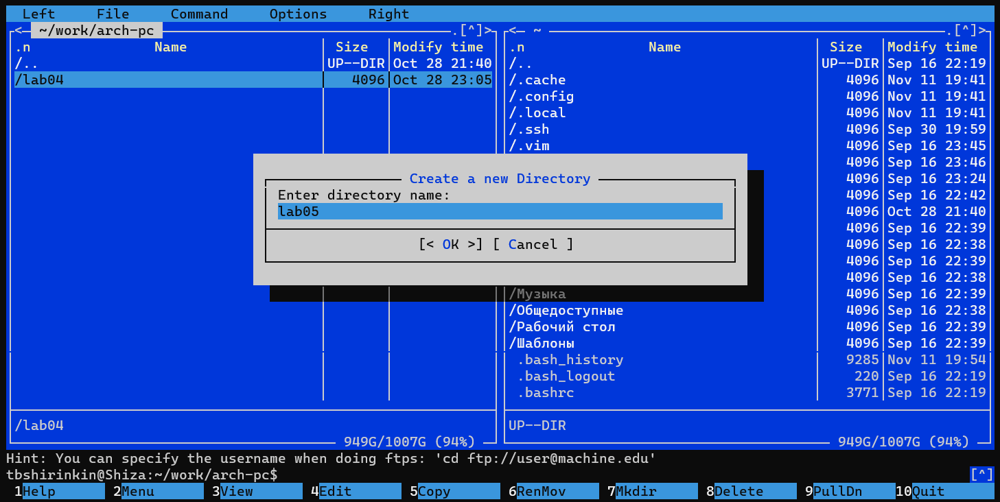 Left File Command Options Right
<─ ~/work/arch-pc ─.[^]> <─ ~ ─.[^]>
.n Name Size Modify time .n Name Size Modify time
/.. UP--DIR Oct 28 21:40 /.. UP--DIR Sep 16 22:19
/lab04 4096 Oct 28 23:05 /.cache 4096 Nov 11 19:41
/.config 4096 Nov 11 19:41
/.local 4096 Nov 11 19:41
/.ssh 4096 Sep 30 19:59
/.vim 4096 Sep 16 23:45
4096 Sep 16 23:46
Create a new Directory 4096 Sep 16 23:24
Enter directory name: 4096 Sep 16 22:42
lab05 4096 Oct 28 21:40
4096 Sep 16 22:39
[< OK >] [ Cancel ] 4096 Sep 16 22:38
4096 Sep 16 22:39
4096 Sep 16 22:38
/Музыка 4096 Sep 16 22:39
/Общедоступные 4096 Sep 16 22:38
/Рабочий стол 4096 Sep 16 22:39
/Шаблоны 4096 Sep 16 22:39
.bash_history 9285 Nov 11 19:54
.bash_logout 220 Sep 16 22:19
.bashrc 3771 Sep 16 22:19
/lab04 UP--DIR
949G/1007G (94%) 949G/1007G (94%)
Hint: You can specify the username when doing ftps: 'cd ftp://user@machine.edu'
tbshirinkin@Shiza:~/work/arch-pc$ [^]
1Help 2Menu 3View 4Edit 5Copy 6RenMov 7Mkdir 8Delete 9PullDn 10Quit